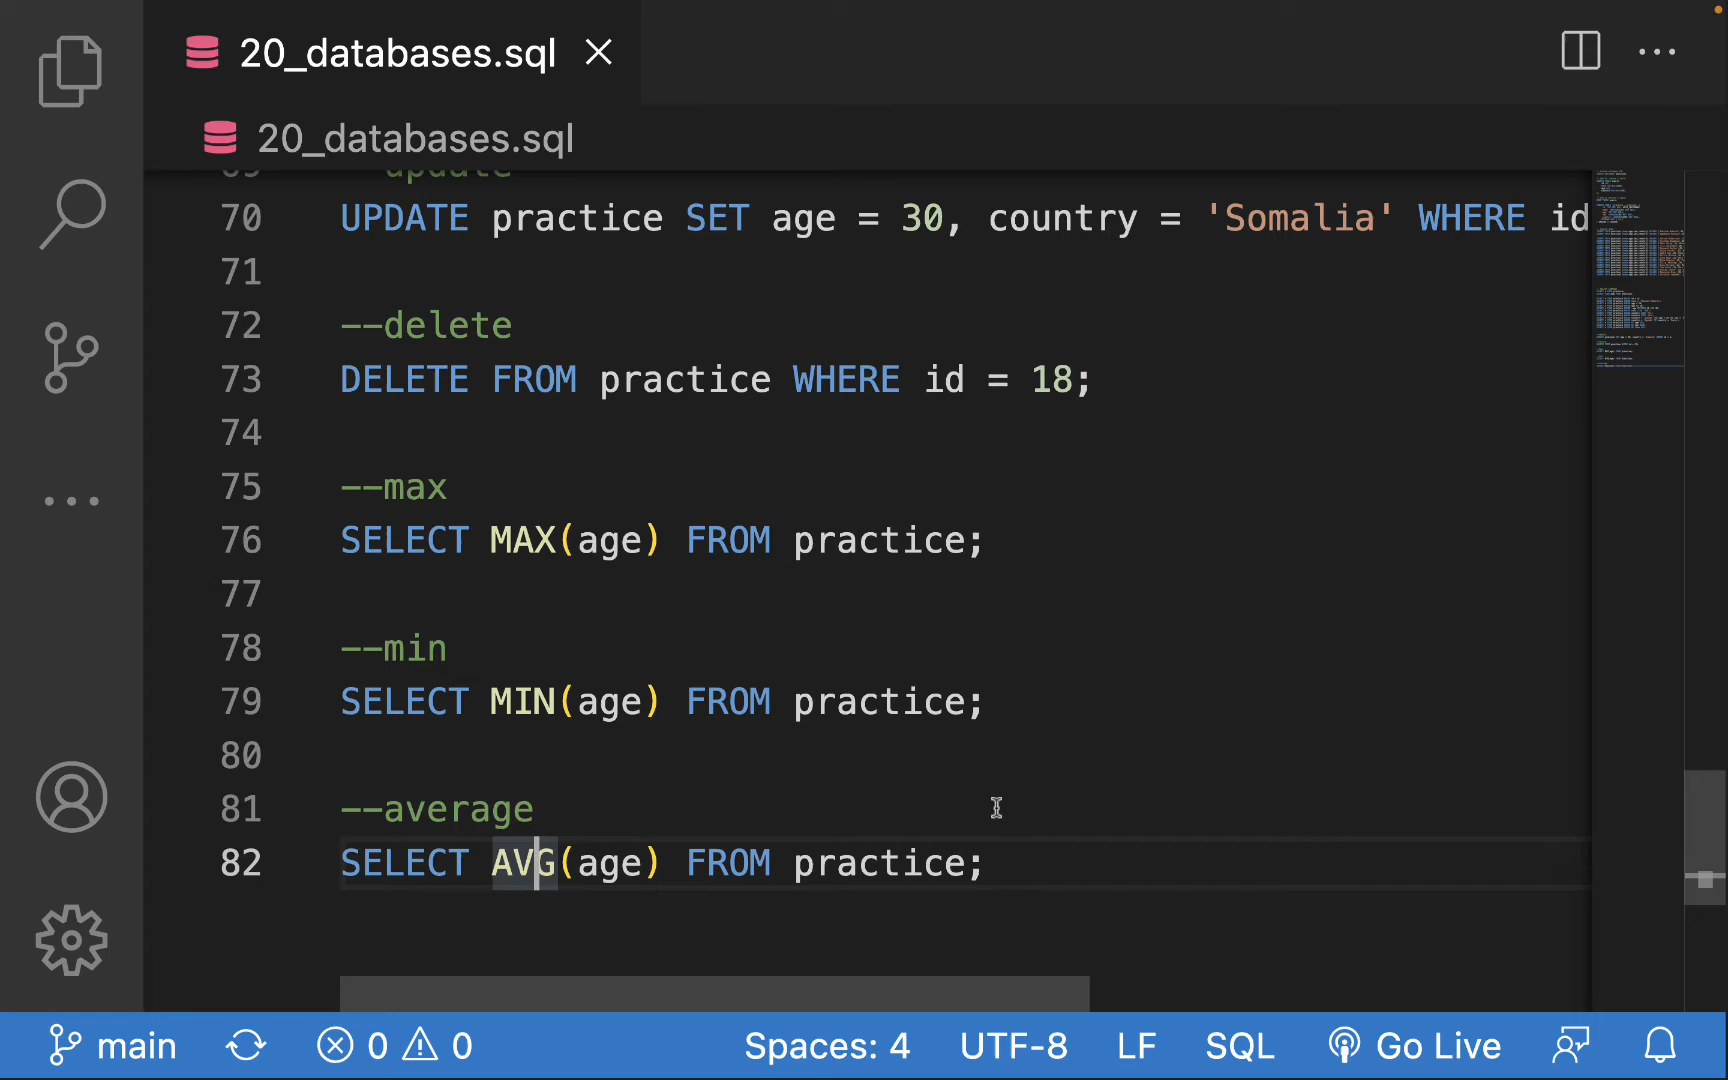 20_databases.sql
20_databases.sql
update
70 UPDATE practice SET age = 30, country = 'Somalia' WHERE id
71
72 --delete
73 DELETE FROM practice WHERE id = 18;
74
75 --max
76 SELECT MAX(age) FROM practice;
77
78 --min
79 SELECT MIN(age) FROM practice;
80
81 --average
82 SELECT AVG(age) FROM practice;
main 0 0 Spaces: 4 UTF-8 LF SQL Go Live